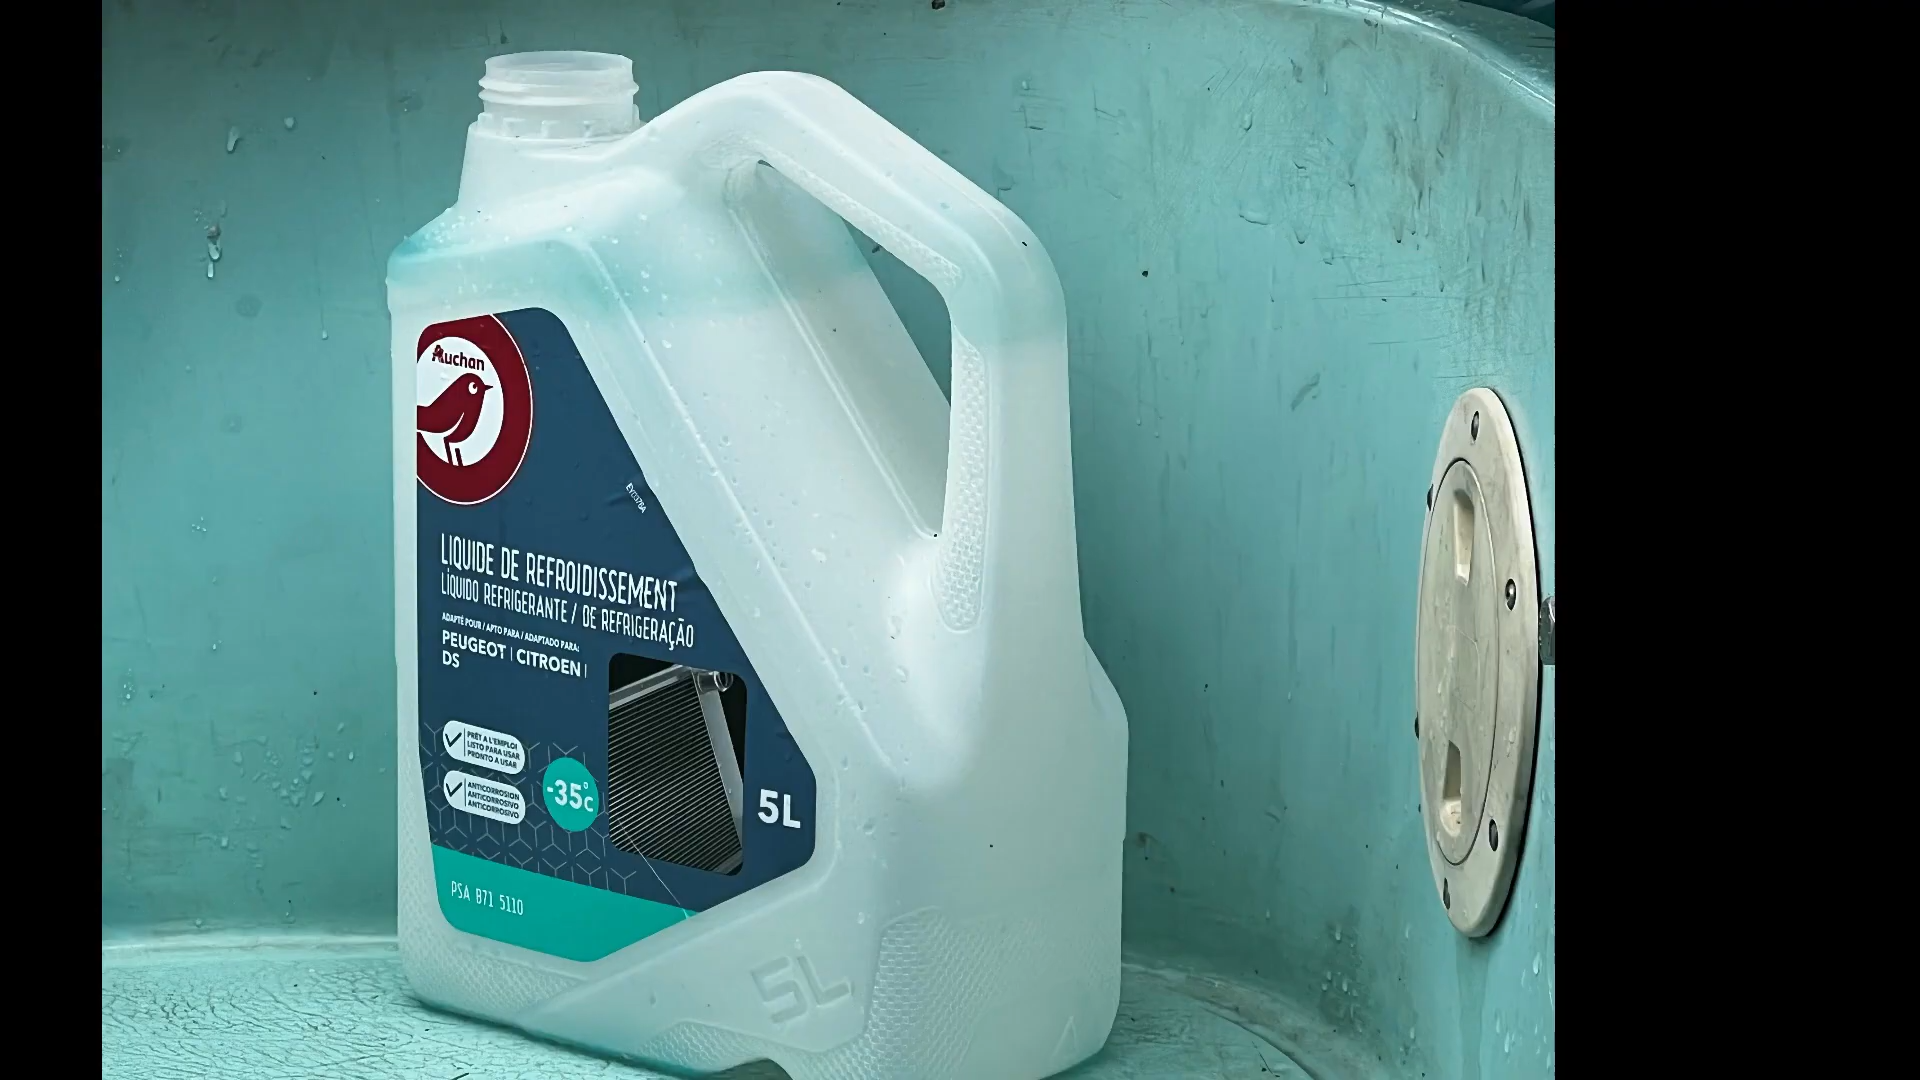 Auchan
LIQUIDE DE REFROIDISSEMENT
LÍQUIDO REFRIGERANTE / DE REFRIGERAÇÃO
ADAPTÉ POUR / APTO PARA / ADAPTADO PARA:
PEUGEOT | CITROEN |
DS
PRÊT A L'EMPLOI
LISTO PARA USAR
PRONTO A USAR
ANTICORROSION
ANTICORROSIVO
ANTICORROSIVO
-35°C
5L
PSA B71 5110
5L